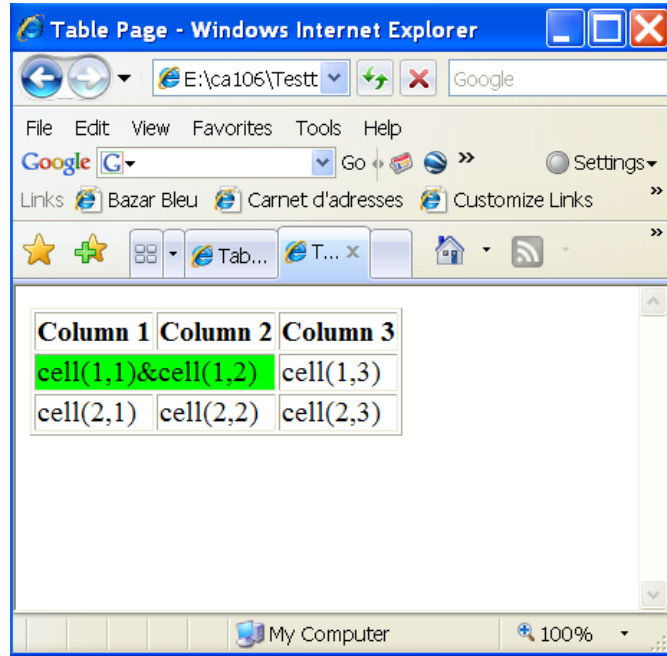 Table Page - Windows Internet Explorer
E:\ca106\Testt Google
File Edit View Favorites Tools Help
Google G Go » Settings
Links Bazar Bleu Carnet d'adresses Customize Links »
Tab... T... x »
Column 1 Column 2 Column 3
cell(1,1)&cell(1,2) cell(1,3)
cell(2,1) cell(2,2) cell(2,3)
My Computer 100%